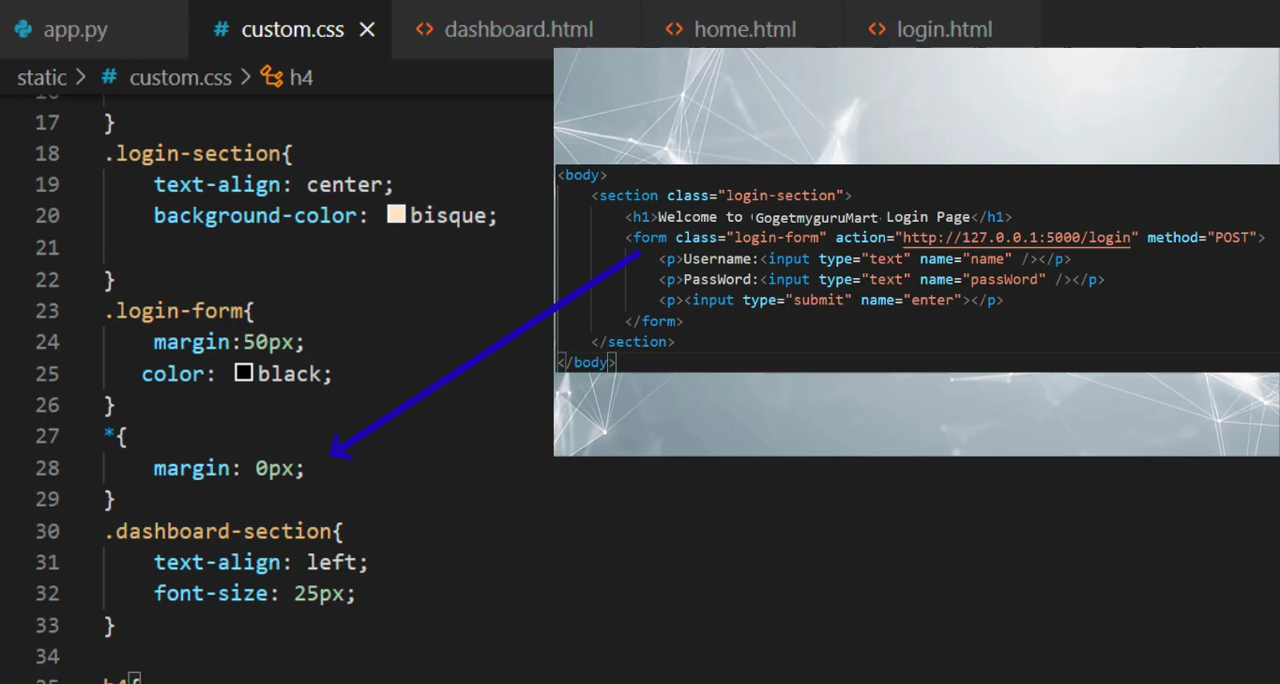 app.py
# custom.css ×
<> dashboard.html
<> home.html
<> login.html
static > # custom.css > h4
17 }
18 .login-section{
19 text-align: center;
20 background-color: bisque;
21
22 }
23 .login-form{
24 margin:50px;
25 color: black;
26 }
27 *{
28 margin: 0px;
29 }
30 .dashboard-section{
31 text-align: left;
32 font-size: 25px;
33 }
34
h4{
<body>
<section class="login-section">
<h1>Welcome to 'GogetmyguruMart Login Page</h1>
<form class="login-form" action="http://127.0.0.1:5000/login" method="POST">
<p>Username:<input type="text" name="name" /></p>
<p>PassWord:<input type="text" name="passWord" /></p>
<p><input type="submit" name="enter"></p>
</form>
</section>
</body>